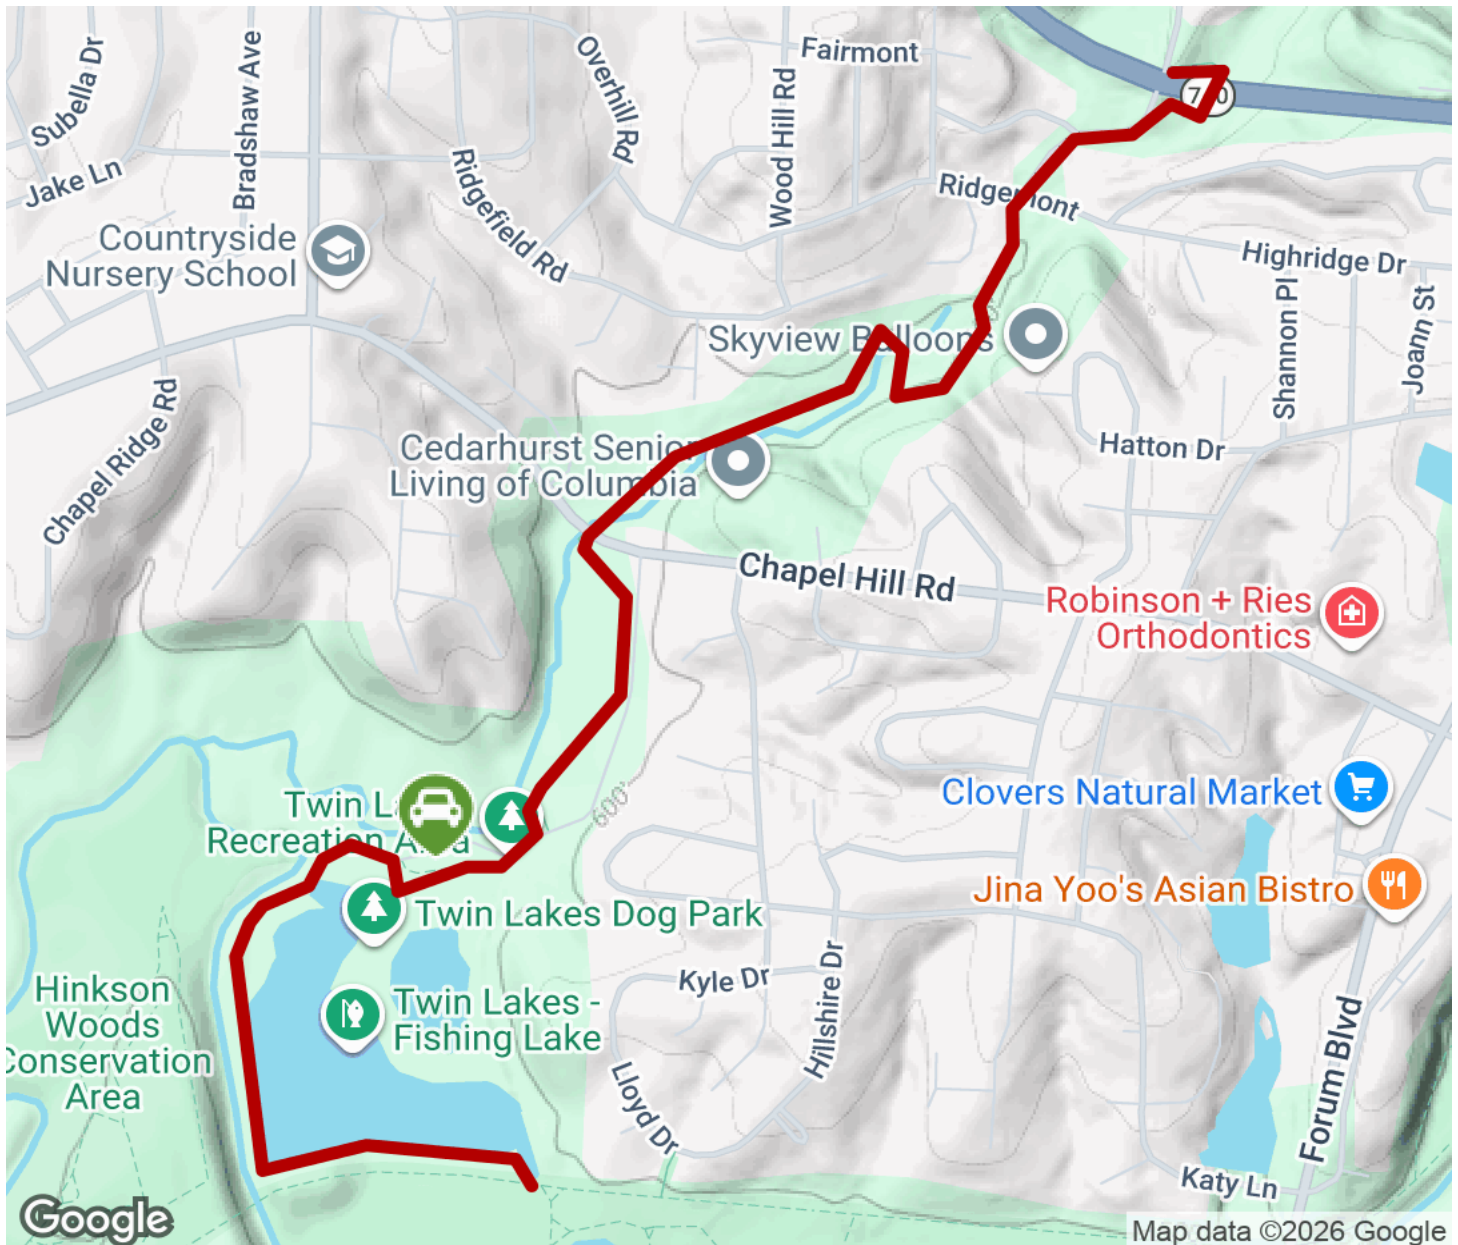 Fairmont
Subella Dr
Bradshaw Ave
Overhill Rd
Wood Hill Rd
Jake Ln
Ridgefield Rd
Countryside
Nursery School
Highridge Dr
Shannon Pl
Joann St
Skyview
Chapel Ridge Rd
Cedarhurst Senior
Living of Columbia
Hatton Dr
Chapel Hill Rd
Robinson + Ries
Orthodontics
600'
Clovers Natural Market
Twin
Recreation
Jina Yoo's Asian Bistro
Twin Lakes Dog Park
Kyle Dr
Hillshire Dr
Hinkson
Woods
Conservation
Area
Twin Lakes -
Fishing Lake
Lloyd Dr
Forum Blvd
Katy Ln
Google
Map data ©2026 Google